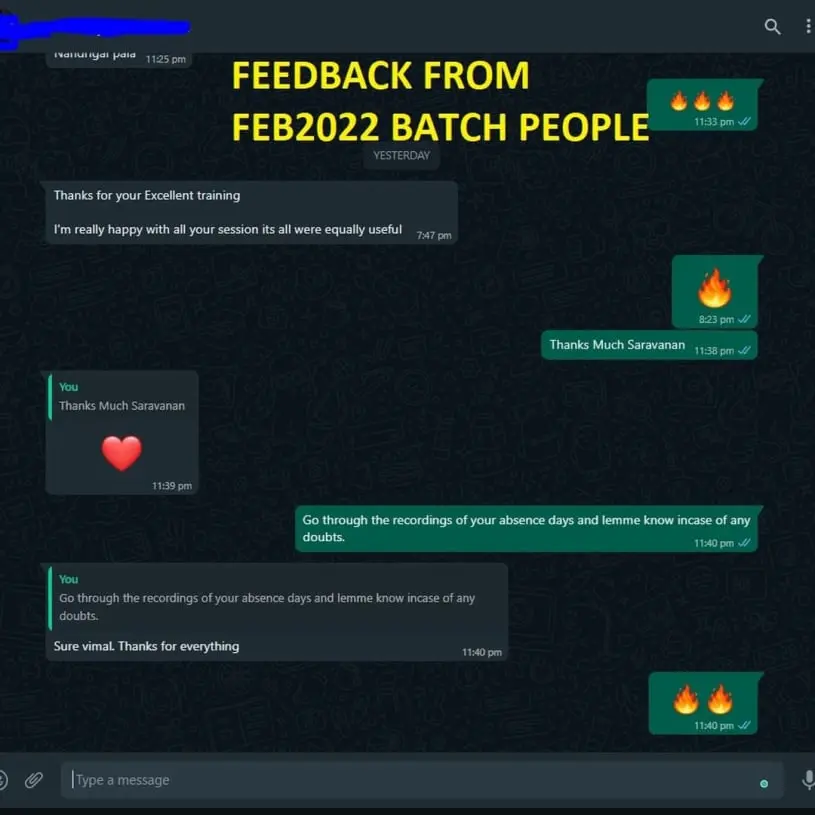 11:25 pm
FEEDBACK FROM
FEB2022 BATCH PEOPLE
11:33 pm
YESTERDAY
Thanks for your Excellent training
I'm really happy with all your session its all were equally useful
7:47 pm
8:23 pm
Thanks Much Saravanan
11:38 pm
You
Thanks Much Saravanan
11:39 pm
Go through the recordings of your absence days and lemme know incase of any
doubts.
11:40 pm
You
Go through the recordings of your absence days and lemme know incase of any
doubts.
Sure vimal. Thanks for everything
11:40 pm
11:40 pm
Type a message